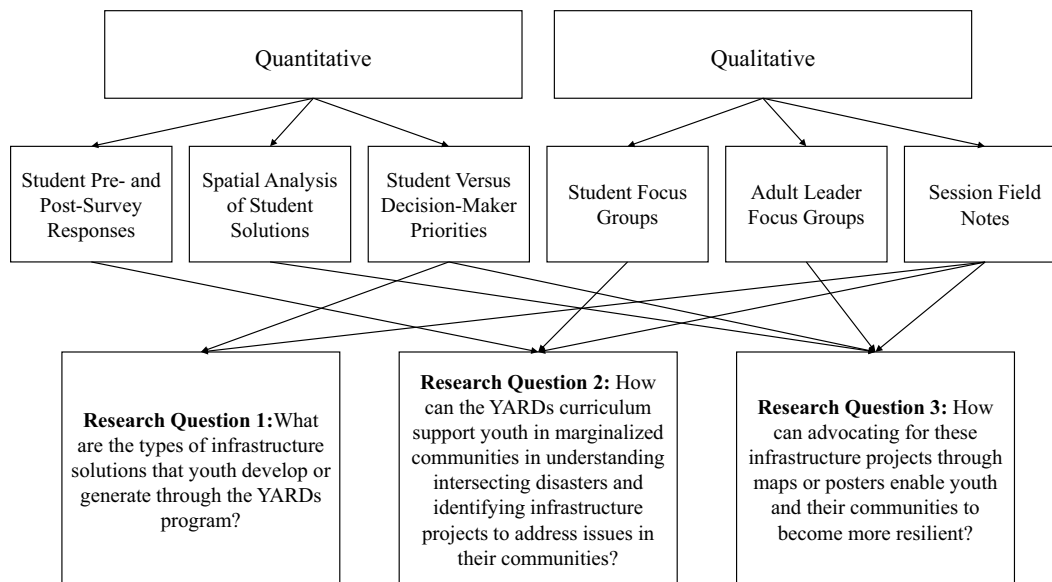 Quantitative
Qualitative
Student Pre- and
Post-Survey
Responses
Spatial Analysis
of Student
Solutions
Student Versus
Decision-Maker
Priorities
Student Focus
Groups
Adult Leader
Focus Groups
Session Field
Notes
Research Question 1:What
are the types of infrastructure
solutions that youth develop or
generate through the YARDs
program?
Research Question 2: How
can the YARDs curriculum
support youth in marginalized
communities in understanding
intersecting disasters and
identifying infrastructure
projects to address issues in
their communities?
Research Question 3: How
can advocating for these
infrastructure projects through
maps or posters enable youth
and their communities to
become more resilient?